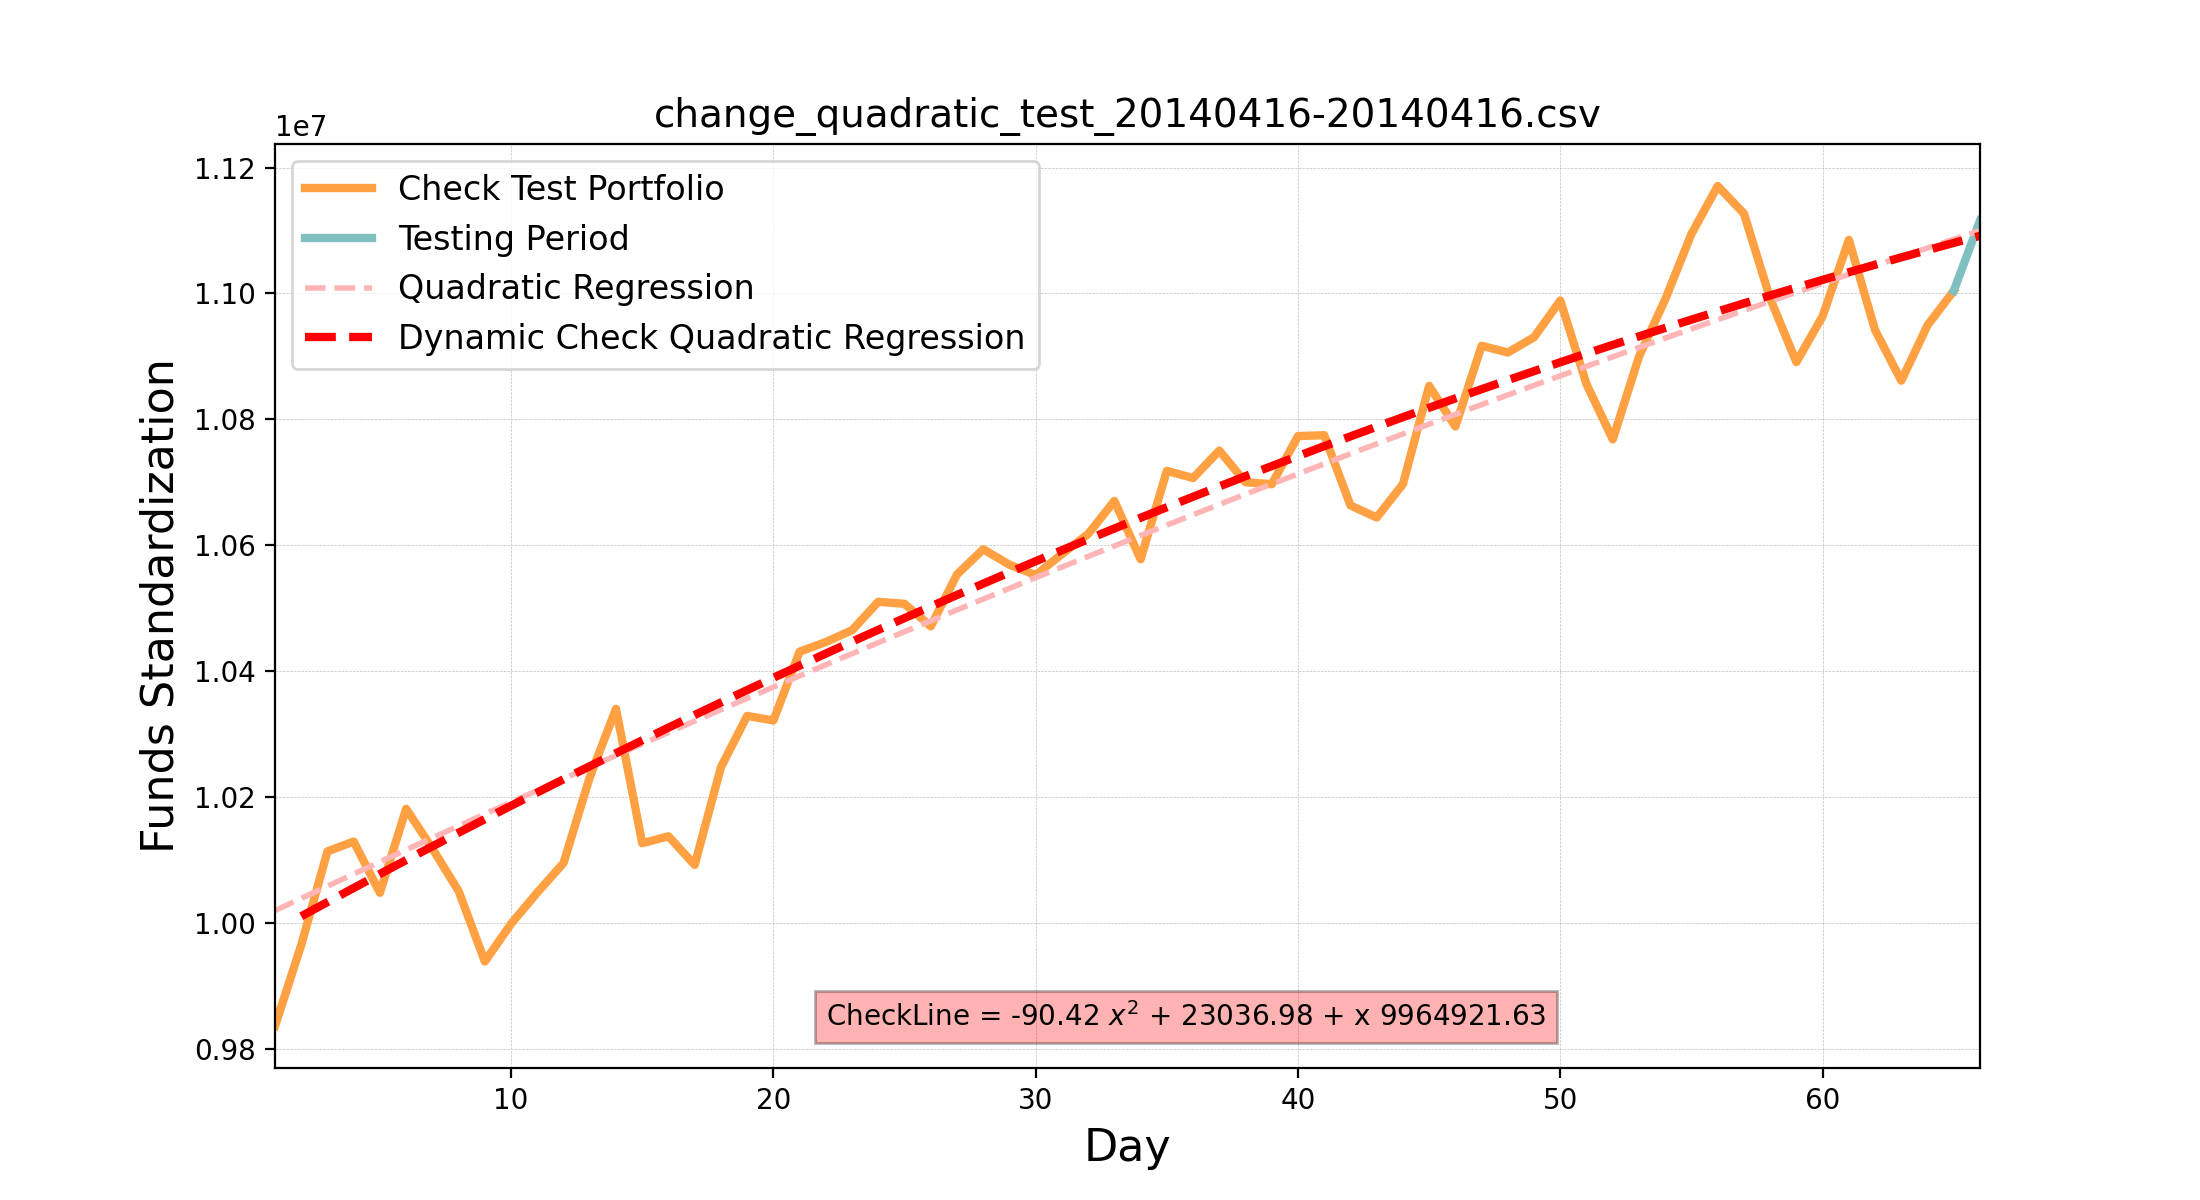 change_quadratic_test_20140416-20140416.csv
1e7
1.12
1.10
1.08
1.06
1.04
1.02
1.00
0.98
Funds Standardization
Check Test Portfolio
Testing Period
Quadratic Regression
Dynamic Check Quadratic Regression
CheckLine = -90.42 x² + 23036.98 + x 9964921.63
10 20 30 40 50 60
Day